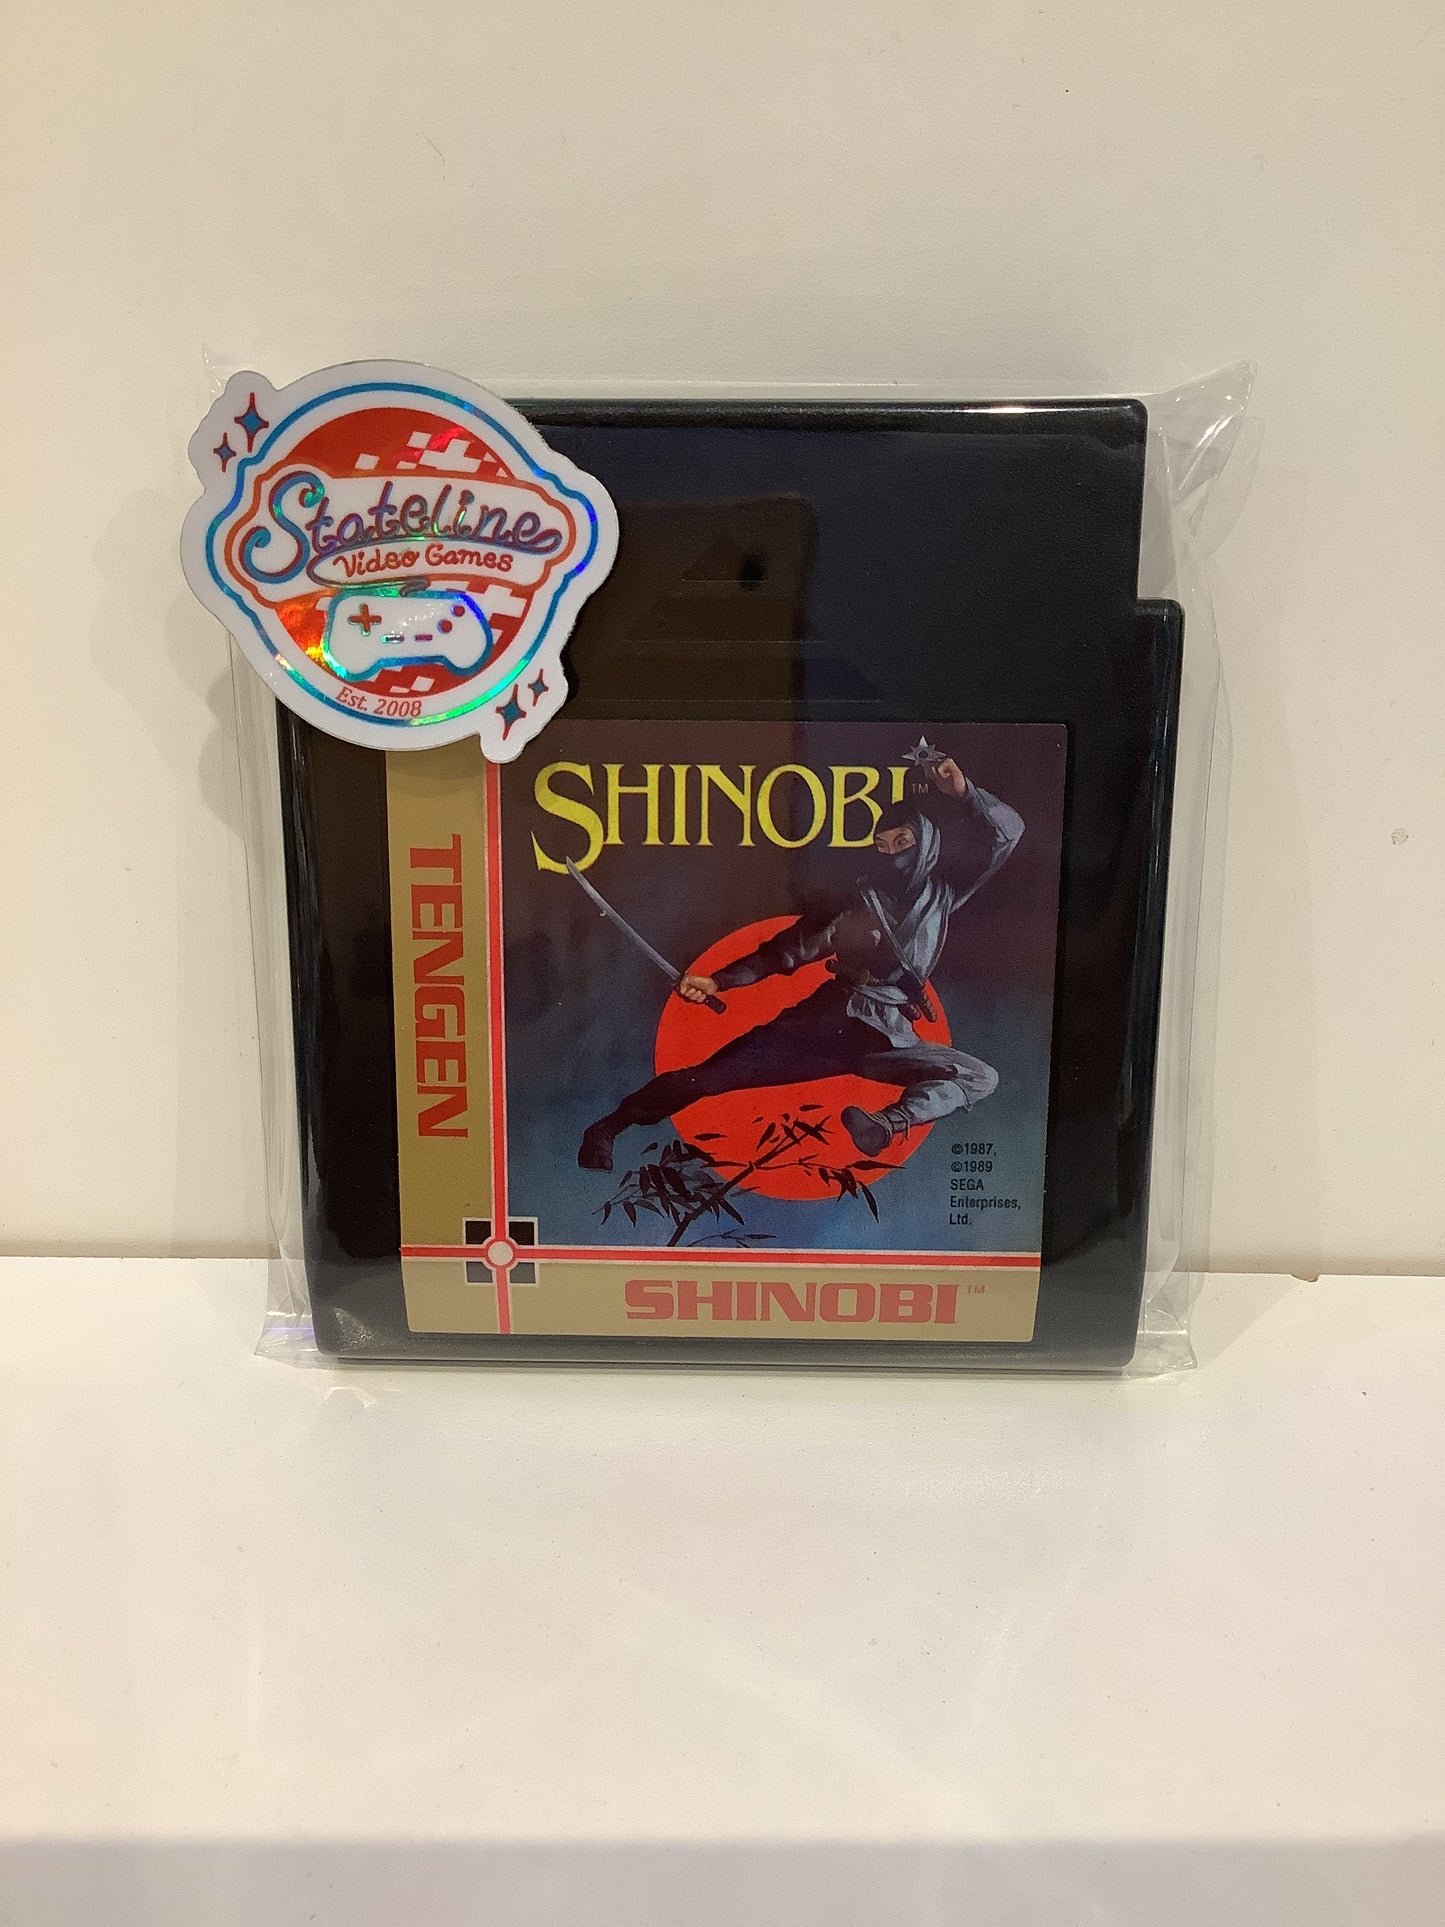 Stateline
Video Games
Est. 2008
SHINOBI™
TENGEN
©1987,
©1989
SEGA
Enterprises,
Ltd.
SHINOBI™